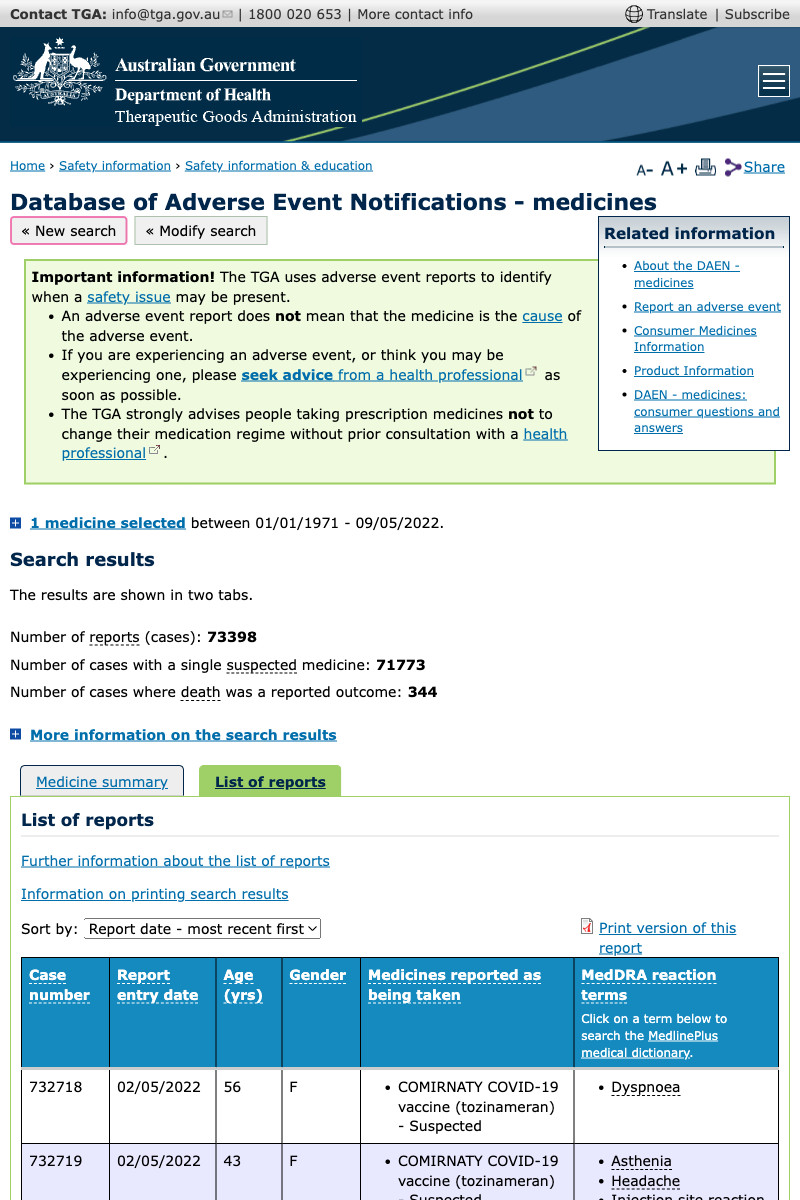 Contact TGA: info@tga.gov.au | 1800 020 653 | More contact info
Translate | Subscribe
Australian Government
Department of Health
Therapeutic Goods Administration
Home › Safety information › Safety information & education
A- A+ Share
Database of Adverse Event Notifications - medicines
« New search
« Modify search
Important information! The TGA uses adverse event reports to identify
when a safety issue may be present.
• An adverse event report does not mean that the medicine is the cause of
the adverse event.
• If you are experiencing an adverse event, or think you may be
experiencing one, please seek advice from a health professional as
soon as possible.
• The TGA strongly advises people taking prescription medicines not to
change their medication regime without prior consultation with a health
professional.
Related information
• About the DAEN -
medicines
• Report an adverse event
• Consumer Medicines
Information
• Product Information
• DAEN - medicines:
consumer questions and
answers
1 medicine selected between 01/01/1971 - 09/05/2022.
Search results
The results are shown in two tabs.
Number of reports (cases): 73398
Number of cases with a single suspected medicine: 71773
Number of cases where death was a reported outcome: 344
More information on the search results
Medicine summary
List of reports
List of reports
Further information about the list of reports
Information on printing search results
Sort by: Report date - most recent first
Print version of this
report
Case
number
Report
entry date
Age
(yrs)
Gender
Medicines reported as
being taken
MedDRA reaction
terms
Click on a term below to
search the MedlinePlus
medical dictionary.
732718
02/05/2022
56
F
• COMIRNATY COVID-19
vaccine (tozinameran)
- Suspected
• Dyspnoea
732719
02/05/2022
43
F
• COMIRNATY COVID-19
vaccine (tozinameran)
- Suspected
• Asthenia
• Headache
• Injection site reaction